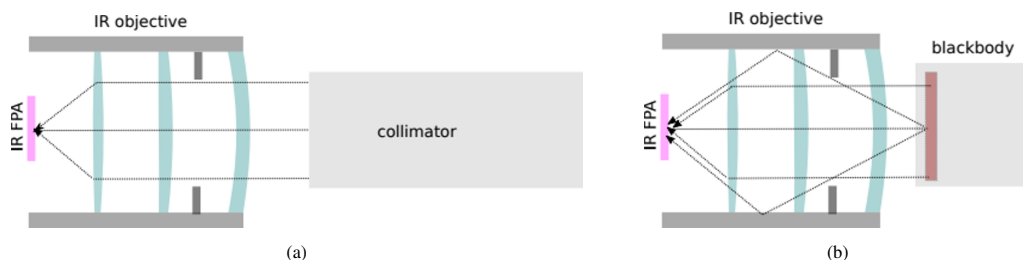 IR objective
IR FPA
collimator
(a)
IR objective
blackbody
IR FPA
(b)